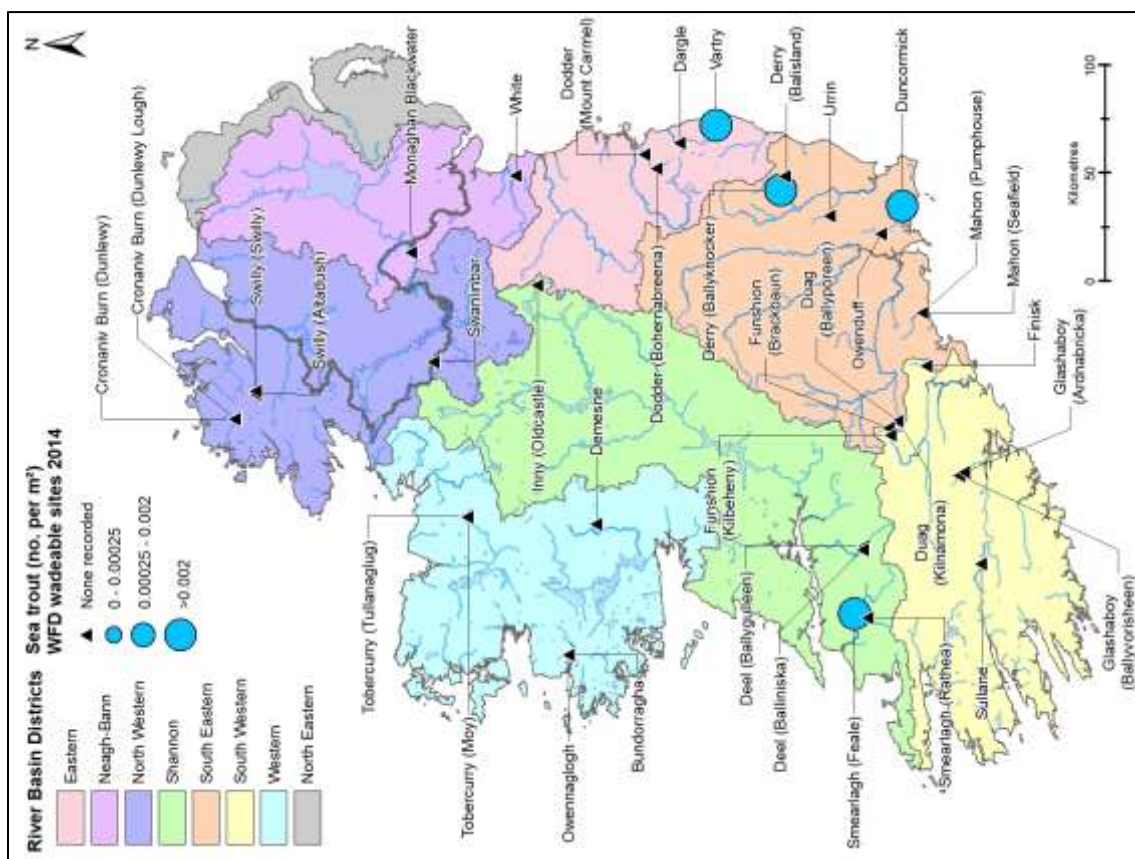 River Basin Districts
Eastern
Neagh-Bann
North Western
Shannon
South Eastern
South Western
Western
North Eastern
Sea trout (no. per m²)
WFD wadeable sites 2014
None recorded
0 - 0.00025
0.00025 - 0.002
>0.002
N
Cronaniv Burn (Dunlewy)
Cronaniv Burn (Dunlewy Lough)
Swilly (Swilly)
Swilly (Altadush)
Monaghan Blackwater
Swaninbar
White
Tobercurry (Tullanaglug)
Tobercurry (Moy)
Owennaglogh
Bundorragha
Inny (Oldcastle)
Demesne
Dodder
(Mount Carmel)
Dodder (Bohernabreena)
Dargle
Vartry
Derry (Ballyknocker)
Derry
(Balisland)
Urrin
Funshion
(Brackbaun)
Duag
(Ballyporeen)
Owenduff
Duncormick
Funshion
(Kilbeheny)
Deel (Ballygulleen)
Deel (Balliniska)
Smearlagh (Feale)
Smearlagh (Rathea)
Duag
(Kilnamona)
Sullane
Mahon (Pumphouse)
Mahon (Seafield)
Finisk
Glashaboy
(Ardnabricka)
Glashaboy
(Ballyvorisheen)
0
50
100
Kilometres